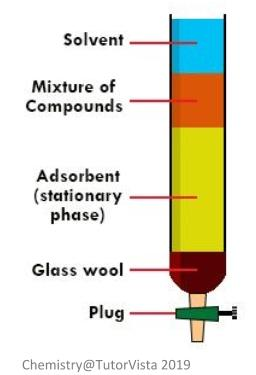 Solvent
Mixture of
Compounds
Adsorbent
(stationary
phase)
Glass wool
Plug
Chemistry@TutorVista 2019